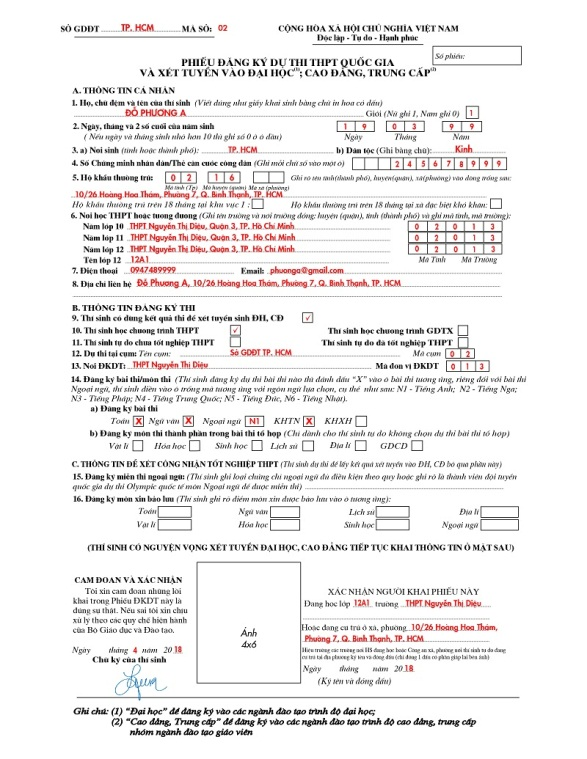 SỞ GDĐT TP. HCM MÃ SỐ: 02
CỘNG HÒA XÃ HỘI CHỦ NGHĨA VIỆT NAM
Độc lập - Tự do - Hạnh phúc
Số phiếu:
PHIẾU ĐĂNG KÝ DỰ THI THPT QUỐC GIA
VÀ XÉT TUYỂN VÀO ĐẠI HỌC(1); CAO ĐẲNG, TRUNG CẤP(2)
A. THÔNG TIN CÁ NHÂN
1. Họ, chữ đệm và tên của thí sinh (Viết đúng như giấy khai sinh bằng chữ in hoa có dấu)
ĐỖ PHƯƠNG A Giới (Nữ ghi 1, Nam ghi 0) 1
2. Ngày, tháng và 2 số cuối của năm sinh 1 9 0 3 9 9
( Nếu ngày và tháng sinh nhỏ hơn 10 thì ghi số 0 ở ô đầu) Ngày Tháng Năm
3. a) Nơi sinh (tỉnh hoặc thành phố): TP. HCM b) Dân tộc (Ghi bằng chữ): Kinh
4. Số Chứng minh nhân dân/Thẻ căn cước công dân (Ghi mỗi chữ số vào một ô) 2 4 5 6 7 8 9 9 9
5. Hộ khẩu thường trú: 0 2 1 6 Ghi rõ tên tỉnh(thành phố), huyện(quận), xã(phường) vào dòng trống sau:
Mã tỉnh (Tp) Mã huyện (quận) Mã xã (phường)
10/26 Hoàng Hoa Thám, Phường 7, Q. Bình Thạnh, TP. HCM
Hộ khẩu thường trú trên 18 tháng tại khu vực 1 : Hộ khẩu thường trú trên 18 tháng tại xã đặc biệt khó khăn:
6. Nơi học THPT hoặc tương đương (Ghi tên trường và nơi trường đóng: huyện (quận), tỉnh (thành phố) và ghi mã tỉnh, mã trường):
Năm lớp 10 THPT Nguyễn Thị Diệu, Quận 3, TP. Hồ Chí Minh 0 2 0 1 3
Năm lớp 11 THPT Nguyễn Thị Diệu, Quận 3, TP. Hồ Chí Minh 0 2 0 1 3
Năm lớp 12 THPT Nguyễn Thị Diệu, Quận 3, TP. Hồ Chí Minh 0 2 0 1 3
Tên lớp 12 12A1 Mã Tỉnh Mã Trường
7. Điện thoại 0947489999 Email: phuonga@gmail.com
8. Địa chỉ liên hệ Đỗ Phương A, 10/26 Hoàng Hoa Thám, Phường 7, Q. Bình Thạnh, TP. HCM
B. THÔNG TIN ĐĂNG KÝ THI
9. Thí sinh có dùng kết quả thi để xét tuyển sinh ĐH, CĐ √
10. Thí sinh học chương trình THPT √ Thí sinh học chương trình GDTX
11. Thí sinh tự do chưa tốt nghiệp THPT Thí sinh tự do đã tốt nghiệp THPT
12. Dự thi tại cụm: Tên cụm: Sở GDĐT TP. HCM Mã cụm 0 2
13. Nơi ĐKDT: THPT Nguyễn Thị Diệu Mã đơn vị ĐKDT 0 1 3
14. Đăng ký bài thi/môn thi (Thí sinh đăng ký dự thi bài thi nào thì đánh dấu “X” vào ô bài thi tương ứng, riêng đối với bài thi
Ngoại ngữ, thí sinh điền vào ô trống mã tương ứng với ngôn ngữ lựa chọn, cụ thể như sau: N1 - Tiếng Anh; N2 - Tiếng Nga;
N3 - Tiếng Pháp; N4 - Tiếng Trung Quốc; N5 - Tiếng Đức, N6 - Tiếng Nhật).
a) Đăng ký bài thi
Toán X Ngữ văn X Ngoại ngữ N1 KHTN X KHXH
b) Đăng ký môn thi thành phần trong bài thi tổ hợp (Chỉ dành cho thí sinh tự do không chọn dự thi bài thi tổ hợp)
Vật lí Hóa học Sinh học Lịch sử Địa lí GDCD
C. THÔNG TIN ĐỂ XÉT CÔNG NHẬN TỐT NGHIỆP THPT (Thí sinh dự thi để lấy kết quả xét tuyển vào ĐH, CĐ bỏ qua phần này)
15. Đăng ký miễn thi ngoại ngữ: (Thí sinh ghi loại chứng chỉ ngoại ngữ đủ điều kiện theo quy hoặc ghi rõ là thành viên đội tuyển
quốc gia dự thi Olympic quốc tế môn Ngoại ngữ để được miễn thi)
16. Đăng ký môn xin bảo lưu (Thí sinh ghi rõ điểm môn xin được bảo lưu vào ô tương ứng):
Toán Ngữ văn Lịch sử Địa lí
Vật lí Hóa học Sinh học Ngoại ngữ
(THÍ SINH CÓ NGUYỆN VỌNG XÉT TUYỂN ĐẠI HỌC, CAO ĐẲNG TIẾP TỤC KHAI THÔNG TIN Ở MẶT SAU)
CAM ĐOAN VÀ XÁC NHẬN
Tôi xin cam đoan những lời
khai trong Phiếu ĐKDT này là
đúng sự thật. Nếu sai tôi xin chịu
xử lý theo các quy chế hiện hành
của Bộ Giáo dục và Đào tạo.
Ngày tháng 4 năm 2018
Chữ ký của thí sinh
Ảnh
4x6
XÁC NHẬN NGƯỜI KHAI PHIẾU NÀY
Đang học lớp 12A1 trường THPT Nguyễn Thị Diệu
Hoặc đang cư trú ở xã, phường 10/26 Hoàng Hoa Thám,
Phường 7, Q. Bình Thạnh, TP. HCM
Hiệu trưởng các trường nơi HS đang học hoặc Công an xã, phường nơi thí sinh tự do đang
cư trú tại địa phương ký tên và đóng dấu (chỉ đóng 1 dấu có phần giáp lai bên ảnh)
Ngày tháng năm 2018
(Ký tên và đóng dấu)
Ghi chú: (1) “Đại học” để đăng ký vào các ngành đào tạo trình độ đại học;
(2) “Cao đẳng, Trung cấp” để đăng ký vào các ngành đào tạo trình độ cao đẳng, trung cấp
nhóm ngành đào tạo giáo viên